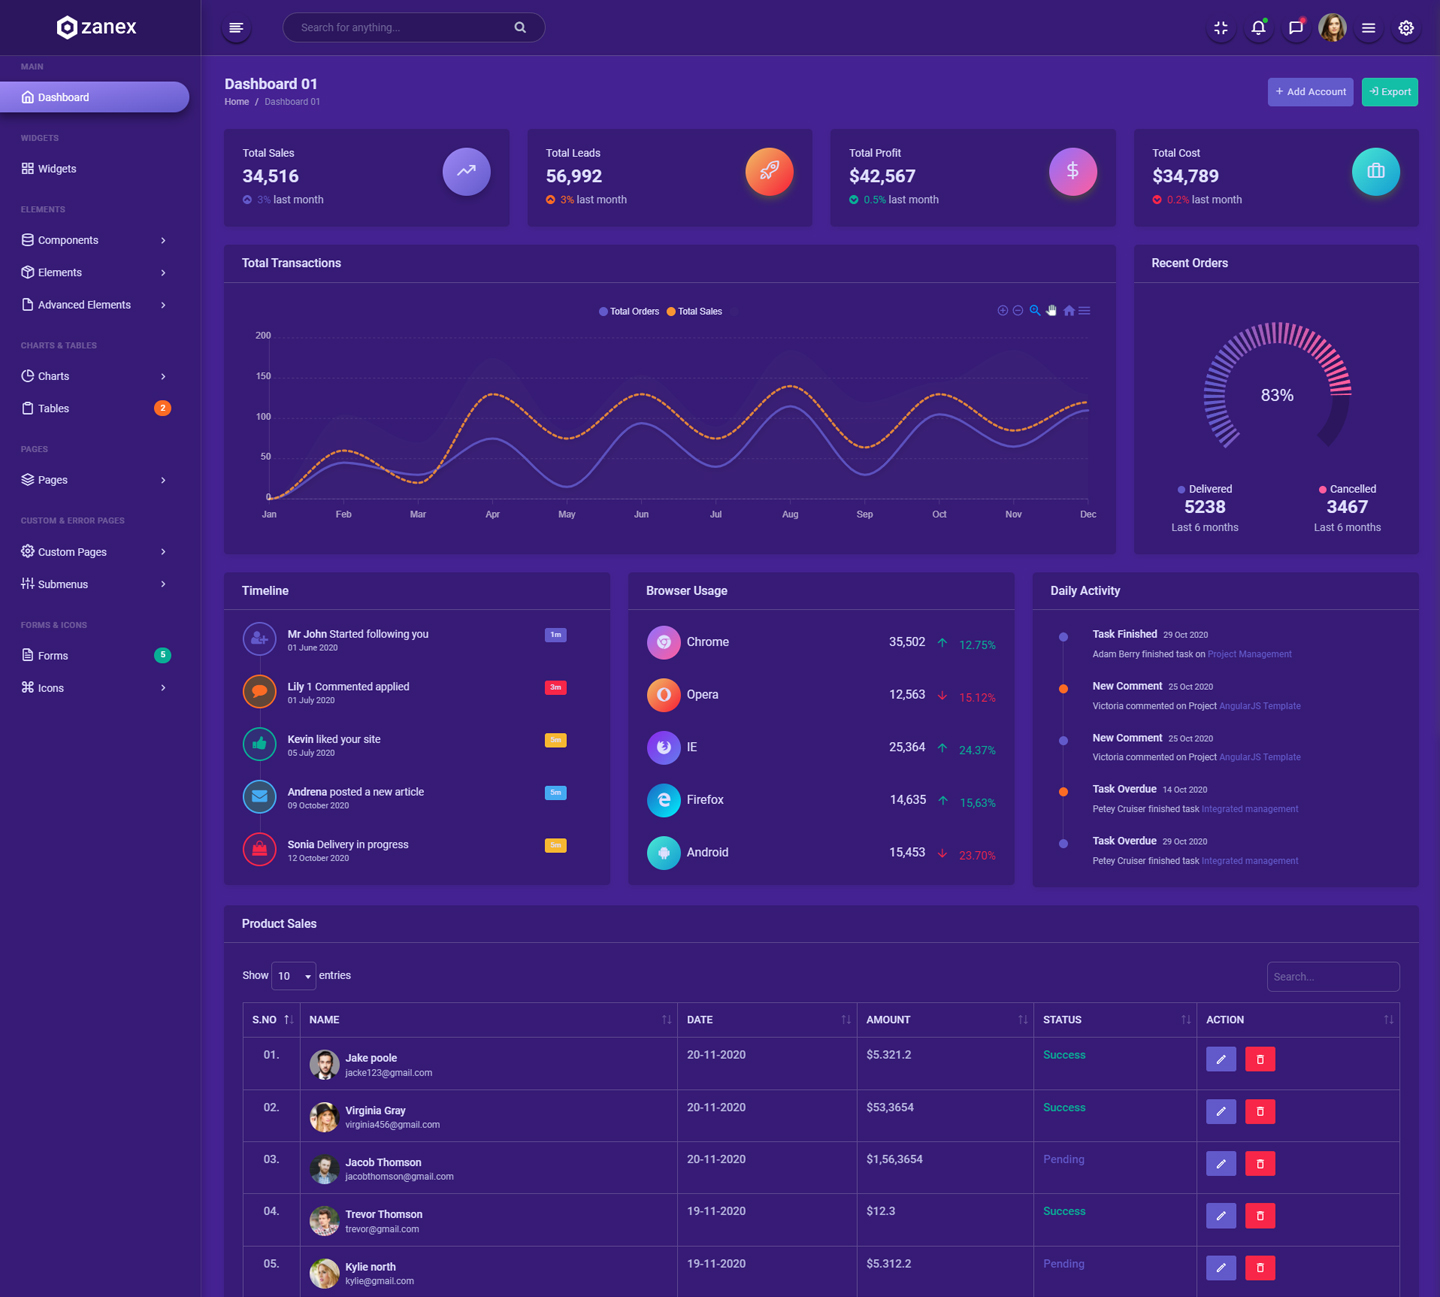 zanex
Search for anything...
MAIN
Dashboard
WIDGETS
Widgets
ELEMENTS
Components
Elements
Advanced Elements
CHARTS & TABLES
Charts
Tables 2
PAGES
Pages
CUSTOM & ERROR PAGES
Custom Pages
Submenus
FORMS & ICONS
Forms 5
Icons
Dashboard 01
Home / Dashboard 01
+ Add Account
Export
Total Sales
34,516
3% last month
Total Leads
56,992
3% last month
Total Profit
$42,567
0.5% last month
Total Cost
$34,789
0.2% last month
Total Transactions
Total Orders Total Sales
200
150
100
50
0
Jan Feb Mar Apr May Jun Jul Aug Sep Oct Nov Dec
Recent Orders
83%
Delivered
5238
Last 6 months
Cancelled
3467
Last 6 months
Timeline
Mr John Started following you 1m
01 June 2020
Lily 1 Commented applied 3m
01 July 2020
Kevin liked your site 5m
05 July 2020
Andrena posted a new article 5m
09 October 2020
Sonia Delivery in progress 5m
12 October 2020
Browser Usage
Chrome 35,502 12.75%
Opera 12,563 15.12%
IE 25,364 24.37%
Firefox 14,635 15,63%
Android 15,453 23.70%
Daily Activity
Task Finished 29 Oct 2020
Adam Berry finished task on Project Management
New Comment 25 Oct 2020
Victoria commented on Project AngularJS Template
New Comment 25 Oct 2020
Victoria commented on Project AngularJS Template
Task Overdue 14 Oct 2020
Petey Cruiser finished task Integrated management
Task Overdue 29 Oct 2020
Petey Cruiser finished task Integrated management
Product Sales
Show 10 entries
Search...
S.NO NAME DATE AMOUNT STATUS ACTION
01. Jake poole 20-11-2020 $5.321.2 Success
jacke123@gmail.com
02. Virginia Gray 20-11-2020 $53,3654 Success
virginia456@gmail.com
03. Jacob Thomson 20-11-2020 $1,56,3654 Pending
jacobthomson@gmail.com
04. Trevor Thomson 19-11-2020 $12.3 Success
trevor@gmail.com
05. Kylie north 19-11-2020 $5.312.2 Pending
kylie@gmail.com